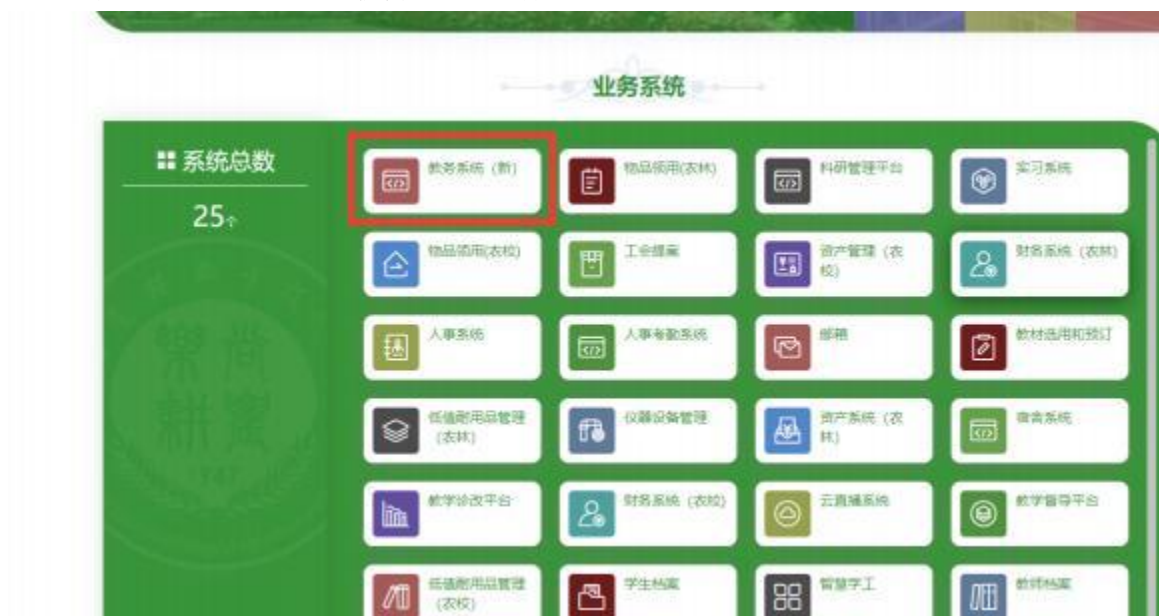 业务系统
系统总数
25个
教务系统（新）
物品领用(农林)
科研管理平台
实习系统
物品领用(农校)
工会提案
资产管理（农
校）
财务系统（农林）
人事系统
人事考勤系统
邮箱
教材选用和预订
低值耐用品管理
（农林）
仪器设备管理
资产系统（农
林）
宿舍系统
教学诊改平台
财务系统（农校）
云直播系统
教学督导平台
低值耐用品管理
（农校）
学生档案
智慧学工
教师档案